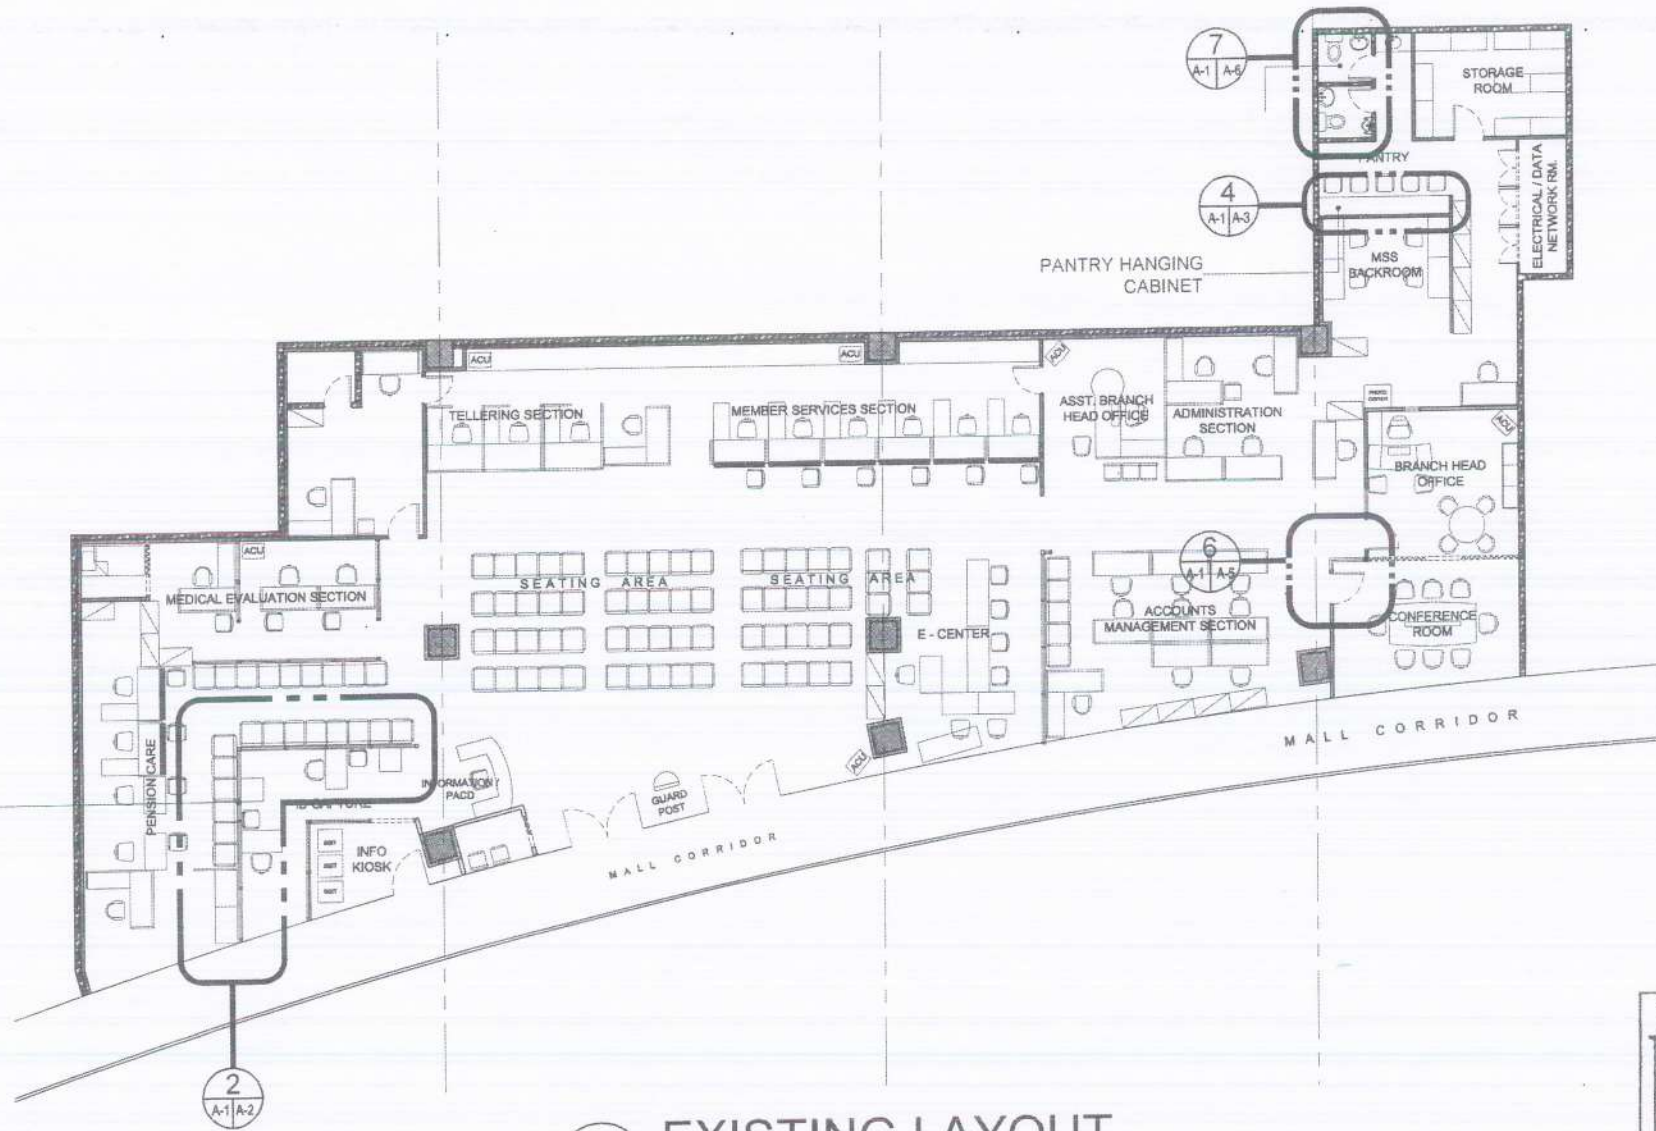 7
A-1 A-6
STORAGE
ROOM
PANTRY
ELECTRICAL / DATA
NETWORK RM.
4
A-1 A-3
MSS
BACKROOM
PANTRY HANGING
CABINET
ACU
ACU
ACU
TELLERING SECTION
MEMBER SERVICES SECTION
ASST. BRANCH
HEAD OFFICE
ADMINISTRATION
SECTION
ACU
BRANCH HEAD
OFFICE
6
A-1 A-5
ACU
SEATING AREA
SEATING AREA
MEDICAL EVALUATION SECTION
E - CENTER
ACCOUNTS
MANAGEMENT SECTION
CONFERENCE
ROOM
MALL CORRIDOR
PENSION CARE
INFORMATION /
PACD
ACU
GUARD
POST
ID CAPTURE
INFO
KIOSK
MALL CORRIDOR
2
A-1 A-2
EXISTING LAYOUT